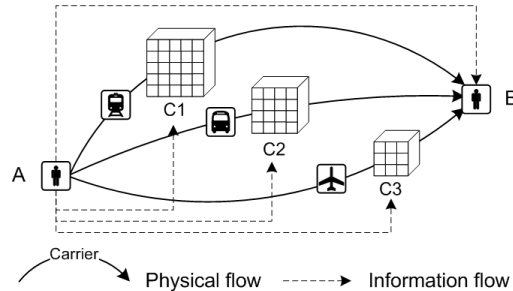 C1
C2
A
C3
Carrier
Physical flow
Information flow